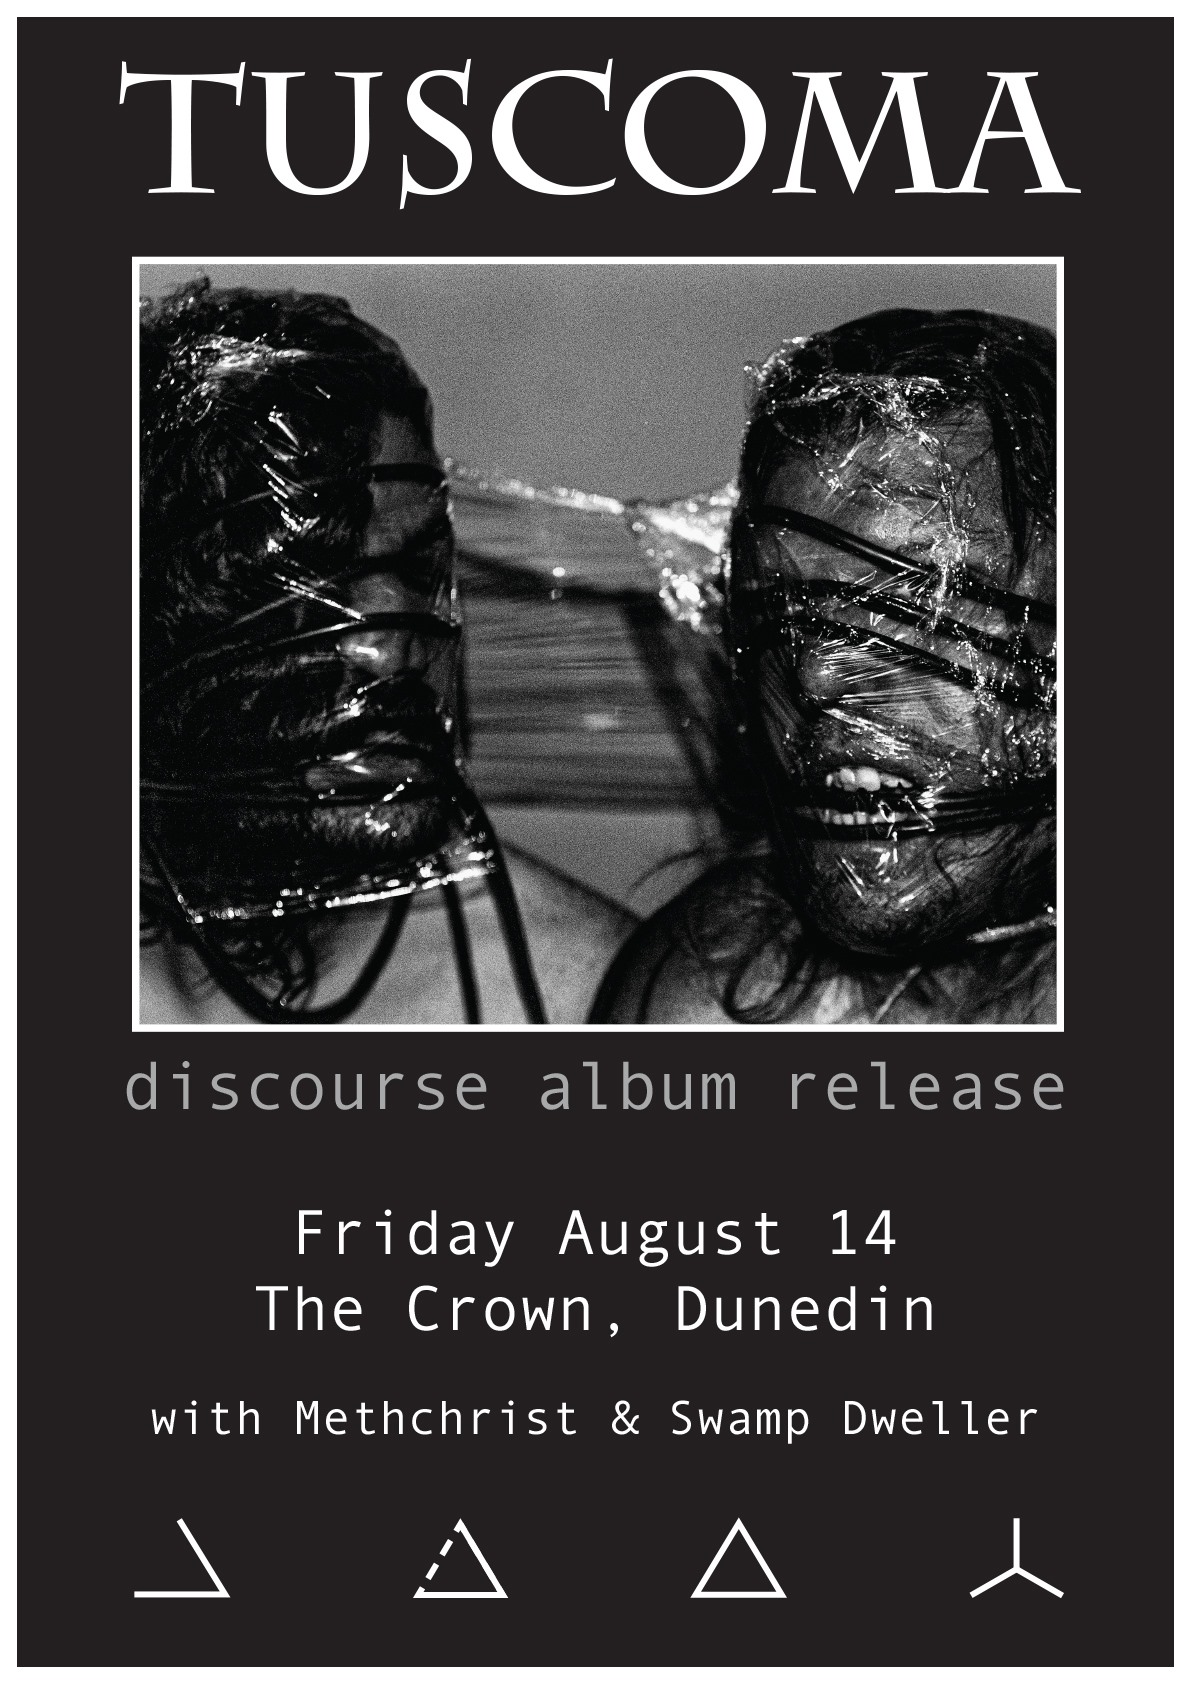 TUSCOMA
discourse album release
Friday August 14
The Crown, Dunedin
with Methchrist & Swamp Dweller